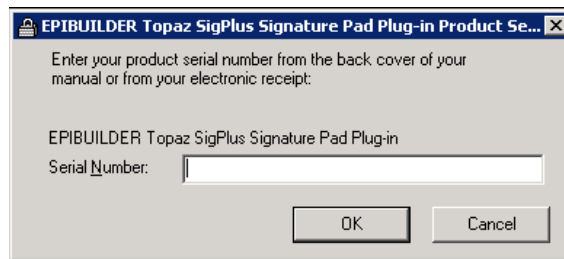 EPIBUILDER Topaz SigPlus Signature Pad Plug-in Product Se...
Enter your product serial number from the back cover of your
manual or from your electronic receipt:
EPIBUILDER Topaz SigPlus Signature Pad Plug-in
Serial Number:
OK Cancel